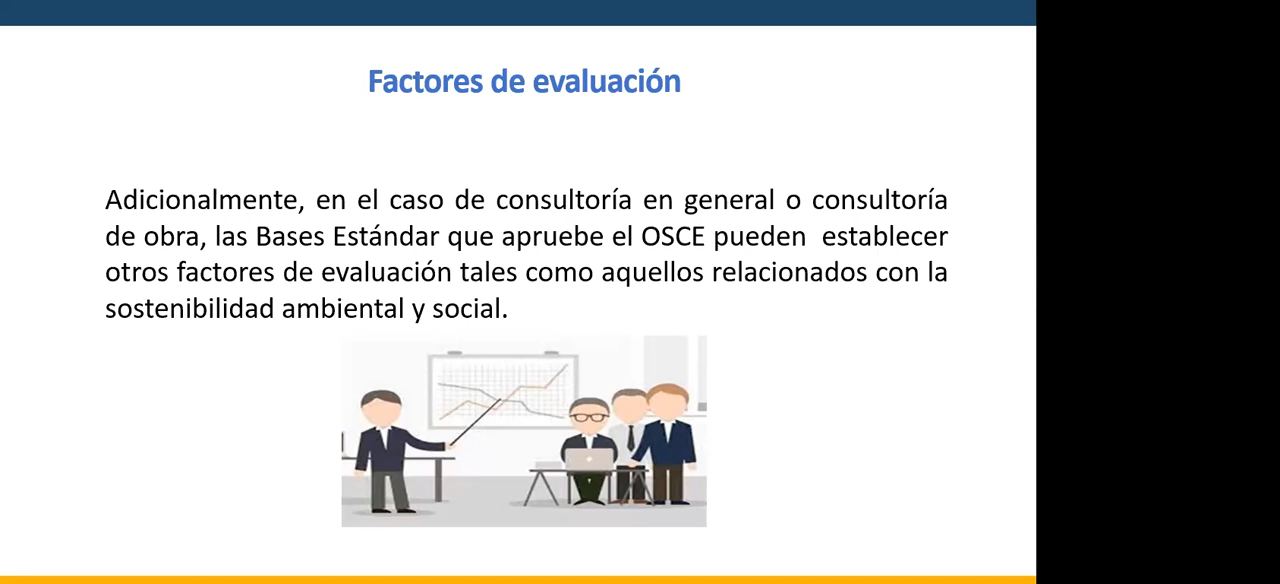 Factores de evaluación
Adicionalmente, en el caso de consultoría en general o consultoría
de obra, las Bases Estándar que apruebe el OSCE pueden  establecer
otros factores de evaluación tales como aquellos relacionados con la
sostenibilidad ambiental y social.